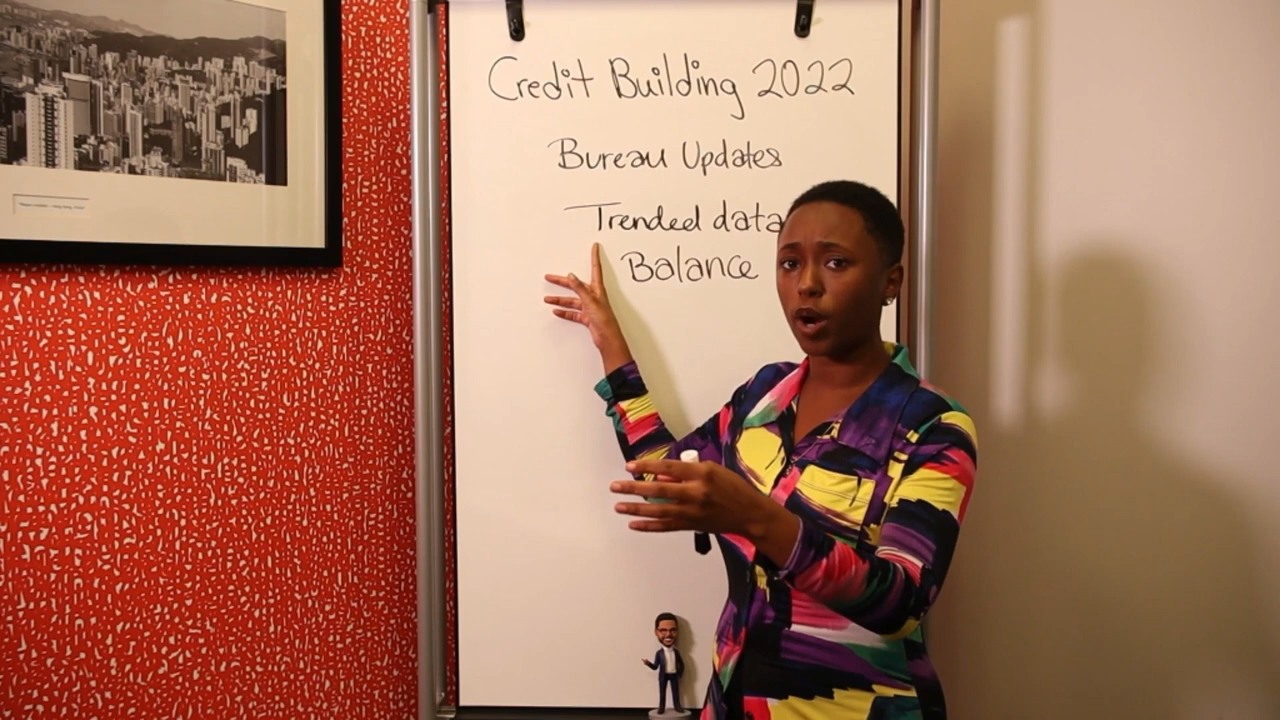 Credit Building 2022
Bureau Updates
Trended data
Balance